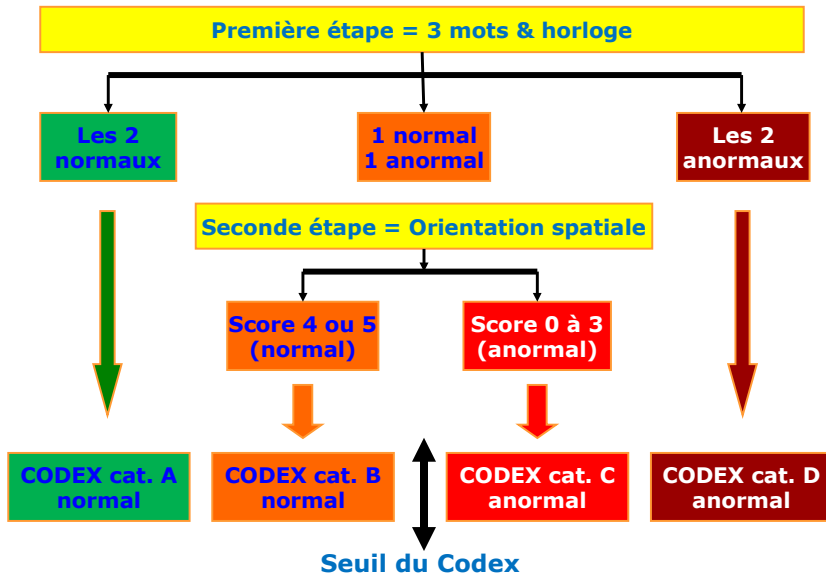 Première étape = 3 mots & horloge
Les 2
normaux
1 normal
1 anormal
Les 2
anormaux
Seconde étape = Orientation spatiale
Score 4 ou 5
(normal)
Score 0 à 3
(anormal)
CODEX cat. A
normal
CODEX cat. B
normal
CODEX cat. C
anormal
CODEX cat. D
anormal
Seuil du Codex